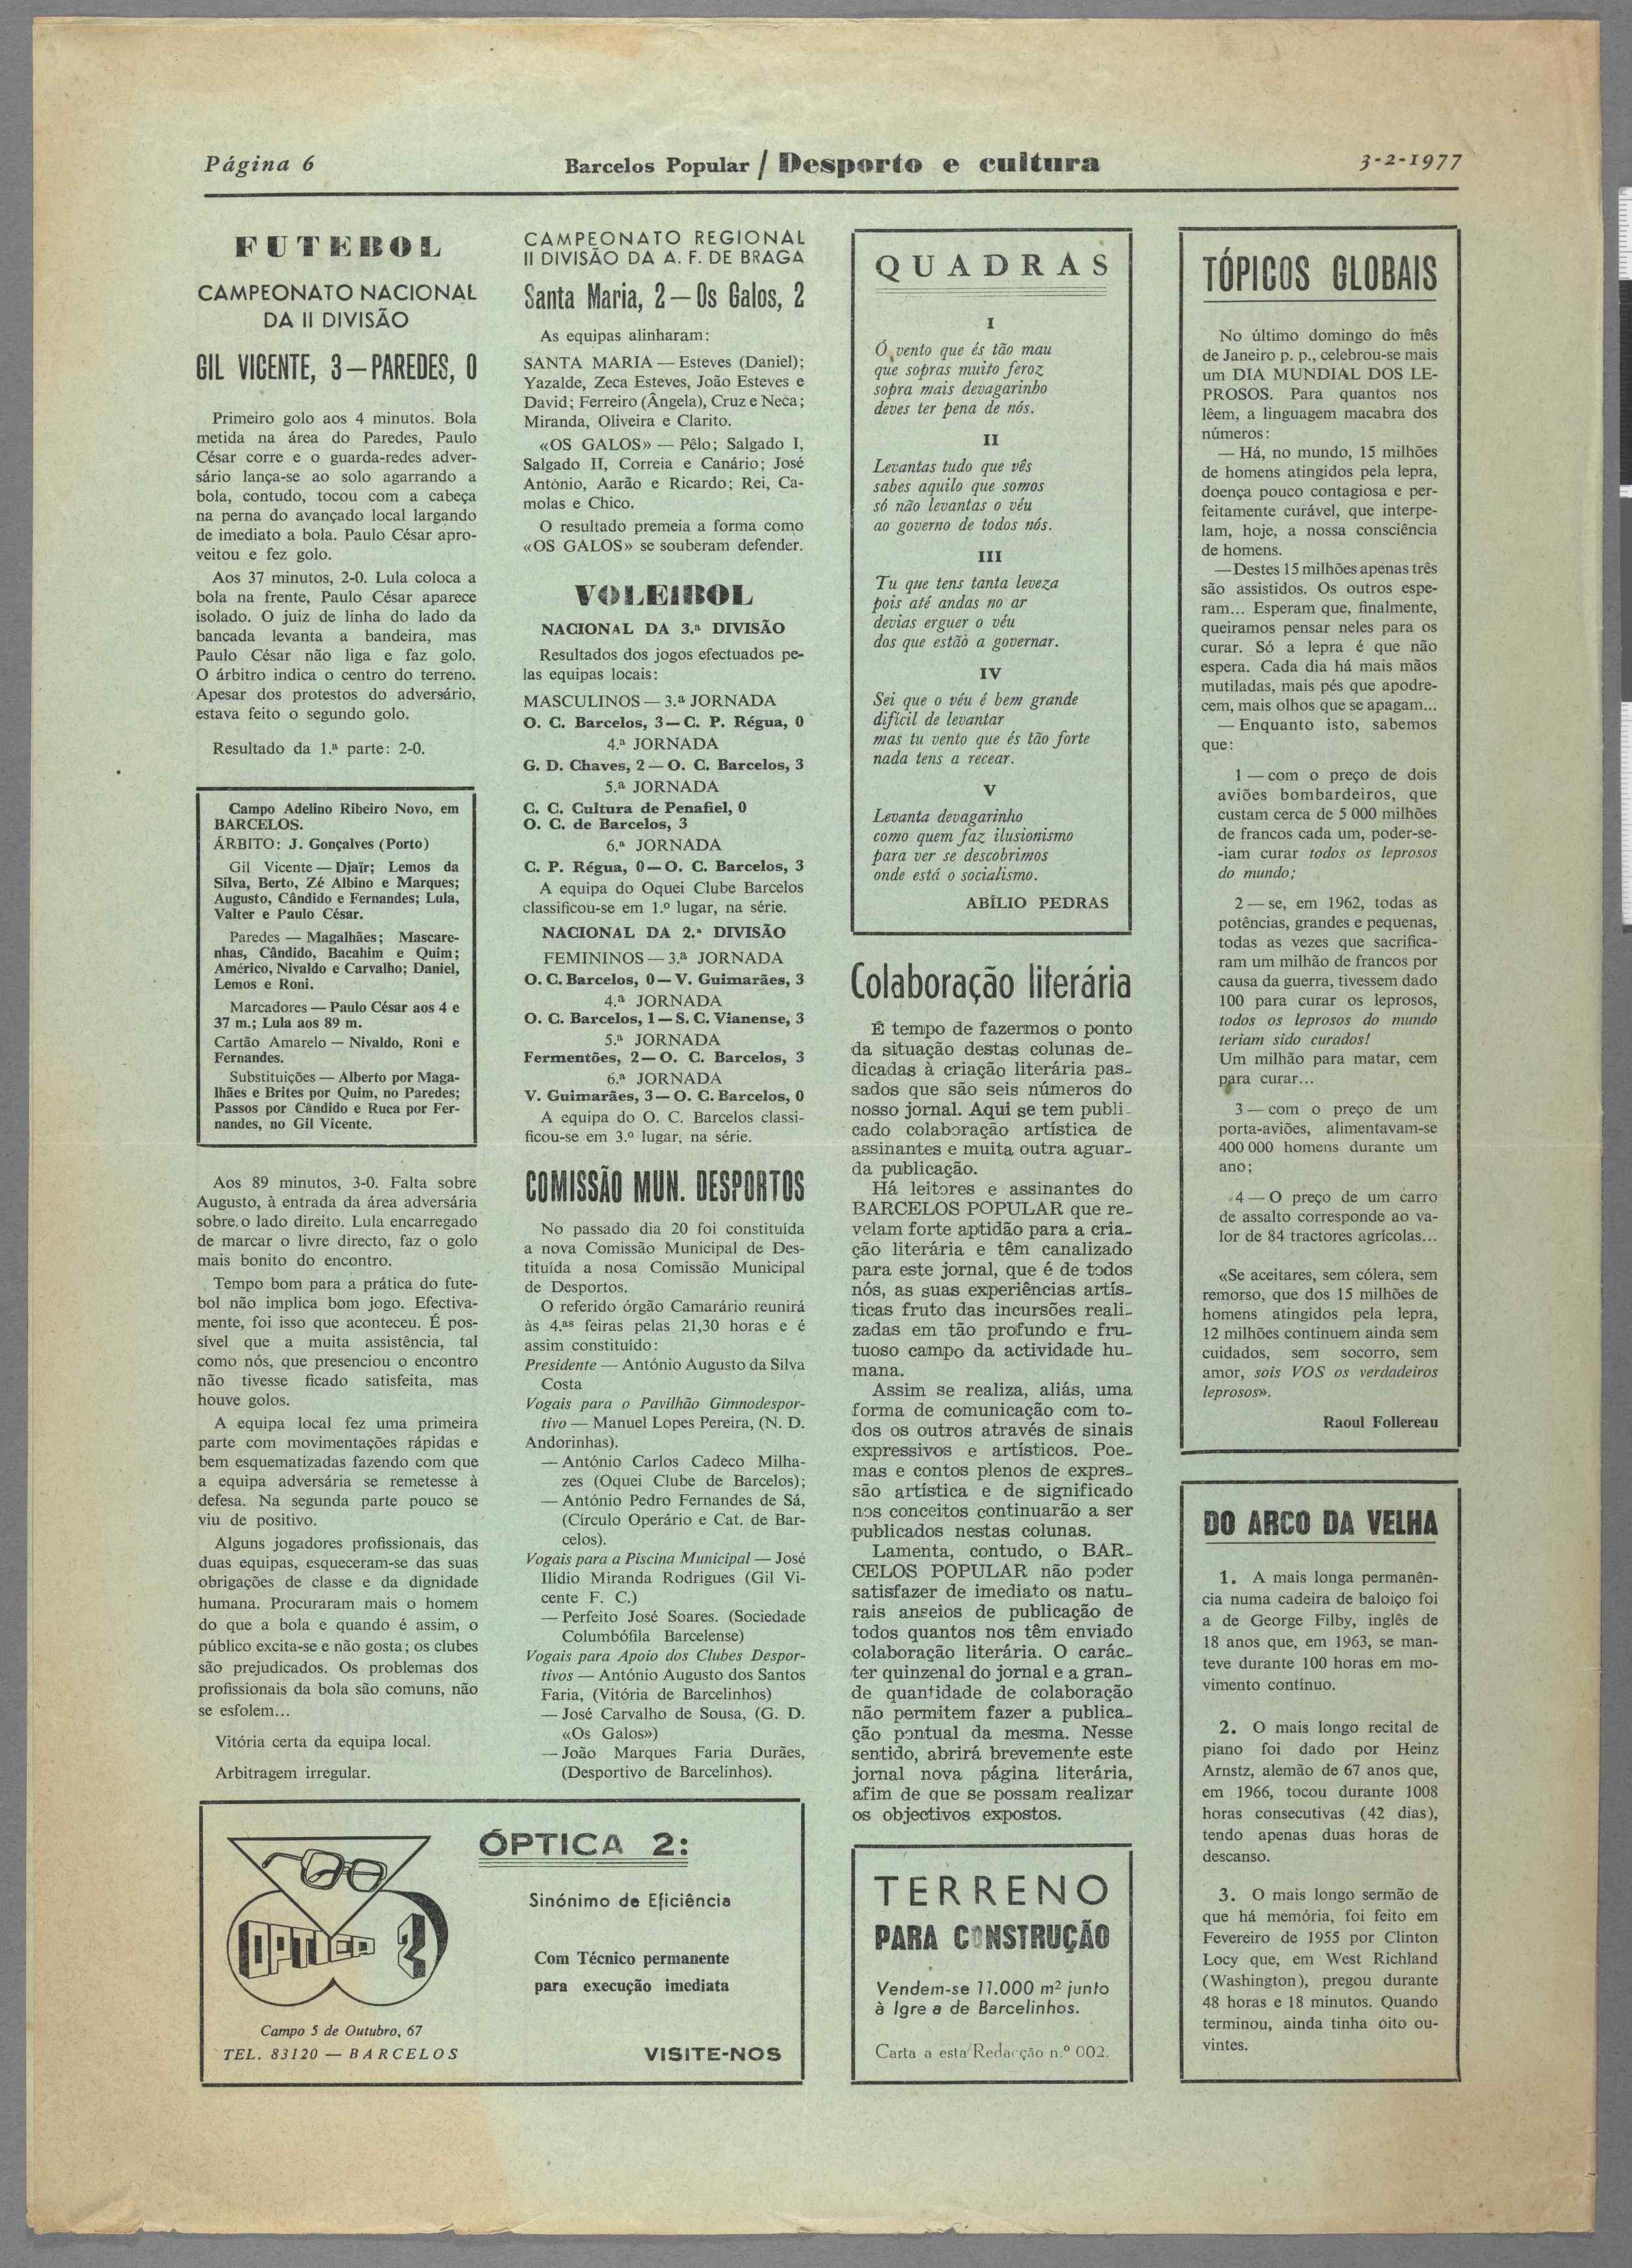 Página 6
Barcelos Popular / Desporto e cultura
3-2-1977
FUTEBOL
CAMPEONATO NACIONAL
DA II DIVISÃO
GIL VICENTE, 3 — PAREDES, 0
Primeiro golo aos 4 minutos. Bola
metida na área do Paredes, Paulo
César corre e o guarda-redes adver-
sário lança-se ao solo agarrando a
bola, contudo, tocou com a cabeça
na perna do avançado local largando
de imediato a bola. Paulo César apro-
veitou e fez golo.
Aos 37 minutos, 2-0. Lula coloca a
bola na frente, Paulo César aparece
isolado. O juiz de linha do lado da
bancada levanta a bandeira, mas
Paulo César não liga e faz golo.
O árbitro indica o centro do terreno.
Apesar dos protestos do adversário,
estava feito o segundo golo.
Resultado da 1.ª parte: 2-0.
Campo Adelino Ribeiro Novo, em
BARCELOS.
ÁRBITO: J. Gonçalves (Porto)
Gil Vicente — Djair; Lemos da
Silva, Berto, Zé Albino e Marques;
Augusto, Cândido e Fernandes; Lula,
Valter e Paulo César.
Paredes — Magalhães; Mascare-
nhas, Cândido, Bacahim e Quim;
Américo, Nivaldo e Carvalho; Daniel,
Lemos e Roni.
Marcadores — Paulo César aos 4 e
37 m.; Lula aos 89 m.
Cartão Amarelo — Nivaldo, Roni e
Fernandes.
Substituições — Alberto por Maga-
lhães e Brites por Quim, no Paredes;
Passos por Cândido e Ruca por Fer-
nandes, no Gil Vicente.
Aos 89 minutos, 3-0. Falta sobre
Augusto, à entrada da área adversária
sobre o lado direito. Lula encarregado
de marcar o livre directo, faz o golo
mais bonito do encontro.
Tempo bom para a prática do fute-
bol não implica bom jogo. Efectiva-
mente, foi isso que aconteceu. É pos-
sível que a muita assistência, tal
como nós, que presenciou o encontro
não tivesse ficado satisfeita, mas
houve golos.
A equipa local fez uma primeira
parte com movimentações rápidas e
bem esquematizadas fazendo com que
a equipa adversária se remetesse à
defesa. Na segunda parte pouco se
viu de positivo.
Alguns jogadores profissionais, das
duas equipas, esqueceram-se das suas
obrigações de classe e da dignidade
humana. Procuraram mais o homem
do que a bola e quando é assim, o
público excita-se e não gosta; os clubes
são prejudicados. Os problemas dos
profissionais da bola são comuns, não
se esfolem...
Vitória certa da equipa local.
Arbitragem irregular.
CAMPEONATO REGIONAL
II DIVISÃO DA A. F. DE BRAGA
Santa Maria, 2 — Os Galos, 2
As equipas alinharam:
SANTA MARIA — Esteves (Daniel);
Yazalde, Zeca Esteves, João Esteves e
David; Ferreiro (Ângela), Cruz e Neca;
Miranda, Oliveira e Clarito.
«OS GALOS» — Pêlo; Salgado I,
Salgado II, Correia e Canário; José
António, Aarão e Ricardo; Rei, Ca-
molas e Chico.
O resultado premeia a forma como
«OS GALOS» se souberam defender.
VOLEIBOL
NACIONAL DA 3.ª DIVISÃO
Resultados dos jogos efectuados pe-
las equipas locais:
MASCULINOS — 3.ª JORNADA
O. C. Barcelos, 3 — C. P. Régua, 0
4.ª JORNADA
G. D. Chaves, 2 — O. C. Barcelos, 3
5.ª JORNADA
C. C. Cultura de Penafiel, 0
O. C. de Barcelos, 3
6.ª JORNADA
C. P. Régua, 0 — O. C. Barcelos, 3
A equipa do Oquei Clube Barcelos
classificou-se em 1.º lugar, na série.
NACIONAL DA 2.ª DIVISÃO
FEMININOS — 3.ª JORNADA
O. C. Barcelos, 0 — V. Guimarães, 3
4.ª JORNADA
O. C. Barcelos, 1 — S. C. Vianense, 3
5.ª JORNADA
Fermentões, 2 — O. C. Barcelos, 3
6.ª JORNADA
V. Guimarães, 3 — O. C. Barcelos, 0
A equipa do O. C. Barcelos classi-
ficou-se em 3.º lugar, na série.
COMISSÃO MUN. DESPORTOS
No passado dia 20 foi constituída
a nova Comissão Municipal de Des-
tituída a nosa Comissão Municipal
de Desportos.
O referido órgão Camarário reunirá
às 4.as feiras pelas 21,30 horas e é
assim constituído:
Presidente — António Augusto da Silva
Costa
Vogais para o Pavilhão Gimnodespor-
tivo — Manuel Lopes Pereira, (N. D.
Andorinhas).
— António Carlos Cadeco Milha-
zes (Oquei Clube de Barcelos);
— António Pedro Fernandes de Sá,
(Círculo Operário e Cat. de Bar-
celos).
Vogais para a Piscina Municipal — José
Ilídio Miranda Rodrigues (Gil Vi-
cente F. C.)
— Perfeito José Soares. (Sociedade
Columbófila Barcelense)
Vogais para Apoio dos Clubes Despor-
tivos — António Augusto dos Santos
Faria, (Vitória de Barcelinhos)
— José Carvalho de Sousa, (G. D.
«Os Galos»)
— João Marques Faria Durães,
(Desportivo de Barcelinhos).
OPTICA 2
Campo 5 de Outubro, 67
TEL. 83120 — BARCELOS
ÓPTICA 2:
Sinónimo de Eficiência
Com Técnico permanente
para execução imediata
VISITE-NOS
QUADRAS
I
Ó vento que és tão mau
que sopras muito feroz
sopra mais devagarinho
deves ter pena de nós.
II
Levantas tudo que vês
sabes aquilo que somos
só não levantas o véu
ao governo de todos nós.
III
Tu que tens tanta leveza
pois até andas no ar
devias erguer o véu
dos que estão a governar.
IV
Sei que o véu é bem grande
difícil de levantar
mas tu vento que és tão forte
nada tens a recear.
V
Levanta devagarinho
como quem faz ilusionismo
para ver se descobrimos
onde está o socialismo.
ABÍLIO PEDRAS
Colaboração literária
É tempo de fazermos o ponto
da situação destas colunas de-
dicadas à criação literária pas-
sados que são seis números do
nosso jornal. Aqui se tem publi-
cado colaboração artística de
assinantes e muita outra aguar-
da publicação.
Há leitores e assinantes do
BARCELOS POPULAR que re-
velam forte aptidão para a cria-
ção literária e têm canalizado
para este jornal, que é de todos
nós, as suas experiências artís-
ticas fruto das incursões reali-
zadas em tão profundo e fru-
tuoso campo da actividade hu-
mana.
Assim se realiza, aliás, uma
forma de comunicação com to-
dos os outros através de sinais
expressivos e artísticos. Poe-
mas e contos plenos de expres-
são artística e de significado
nos conceitos continuarão a ser
publicados nestas colunas.
Lamenta, contudo, o BAR-
CELOS POPULAR não poder
satisfazer de imediato os natu-
rais anseios de publicação de
todos quantos nos têm enviado
colaboração literária. O carác-
ter quinzenal do jornal e a gran-
de quantidade de colaboração
não permitem fazer a publica-
ção pontual da mesma. Nesse
sentido, abrirá brevemente este
jornal nova página literária,
afim de que se possam realizar
os objectivos expostos.
TERRENO
PARA CONSTRUÇÃO
Vendem-se 11.000 m² junto
à Igre a de Barcelinhos.
Carta a esta Redacção n.º 002.
TÓPICOS GLOBAIS
No último domingo do mês
de Janeiro p. p., celebrou-se mais
um DIA MUNDIAL DOS LE-
PROSOS. Para quantos nos
lêem, a linguagem macabra dos
números:
— Há, no mundo, 15 milhões
de homens atingidos pela lepra,
doença pouco contagiosa e per-
feitamente curável, que interpe-
lam, hoje, a nossa consciência
de homens.
— Destes 15 milhões apenas três
são assistidos. Os outros espe-
ram... Esperam que, finalmente,
queiramos pensar neles para os
curar. Só a lepra é que não
espera. Cada dia há mais mãos
mutiladas, mais pés que apodre-
cem, mais olhos que se apagam...
— Enquanto isto, sabemos
que:
1 — com o preço de dois
aviões bombardeiros, que
custam cerca de 5 000 milhões
de francos cada um, poder-se-
-iam curar todos os leprosos
do mundo;
2 — se, em 1962, todas as
potências, grandes e pequenas,
todas as vezes que sacrifica-
ram um milhão de francos por
causa da guerra, tivessem dado
100 para curar os leprosos,
todos os leprosos do mundo
teriam sido curados!
Um milhão para matar, cem
para curar...
3 — com o preço de um
porta-aviões, alimentavam-se
400 000 homens durante um
ano;
4 — O preço de um carro
de assalto corresponde ao va-
lor de 84 tractores agrícolas...
«Se aceitares, sem cólera, sem
remorso, que dos 15 milhões de
homens atingidos pela lepra,
12 milhões continuem ainda sem
cuidados, sem socorro, sem
amor, sois VOS os verdadeiros
leprosos».
Raoul Follereau
DO ARCO DA VELHA
1. A mais longa permanên-
cia numa cadeira de baloiço foi
a de George Filby, inglês de
18 anos que, em 1963, se man-
teve durante 100 horas em mo-
vimento contínuo.
2. O mais longo recital de
piano foi dado por Heinz
Arnstz, alemão de 67 anos que,
em 1966, tocou durante 1008
horas consecutivas (42 dias),
tendo apenas duas horas de
descanso.
3. O mais longo sermão de
que há memória, foi feito em
Fevereiro de 1955 por Clinton
Locy que, em West Richland
(Washington), pregou durante
48 horas e 18 minutos. Quando
terminou, ainda tinha oito ou-
vintes.